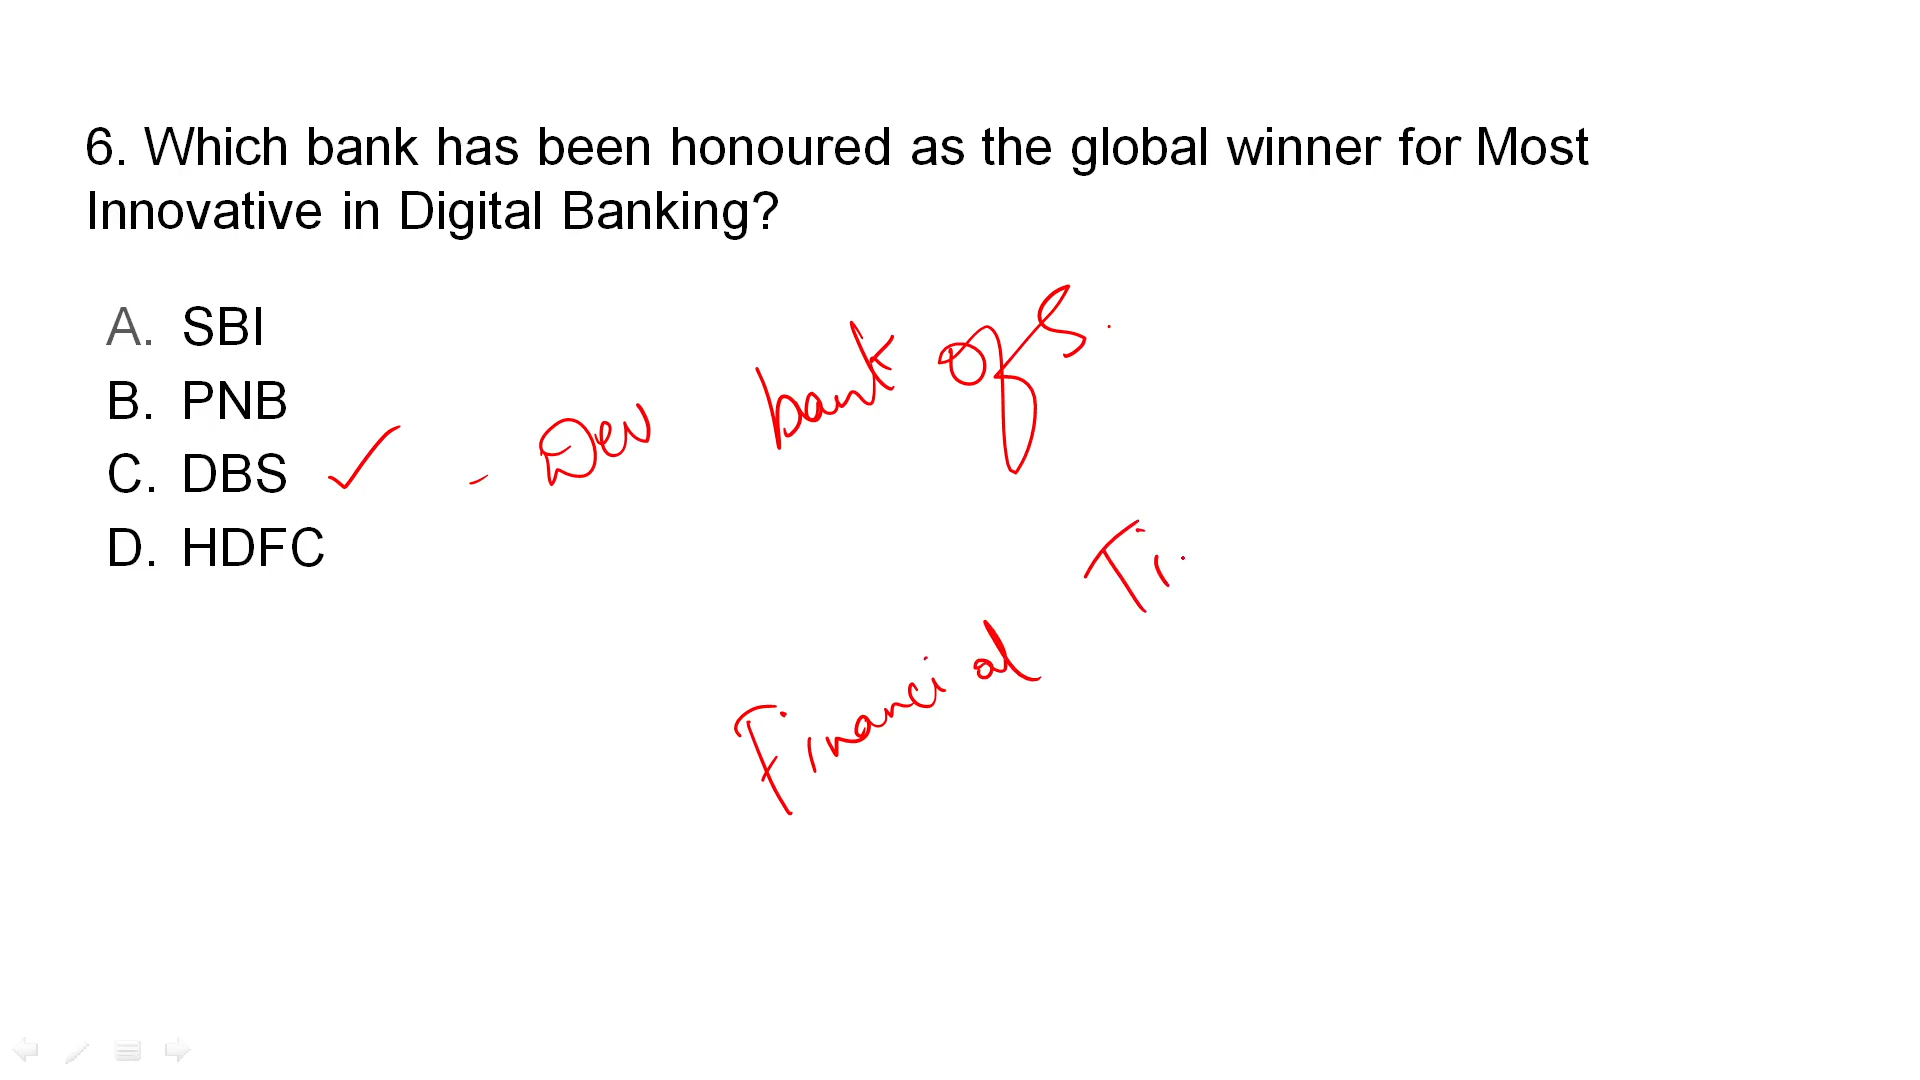 6. Which bank has been honoured as the global winner for Most
Innovative in Digital Banking?
A. SBI
B. PNB
C. DBS - Dev bank of S.
D. HDFC
Financial Ti.